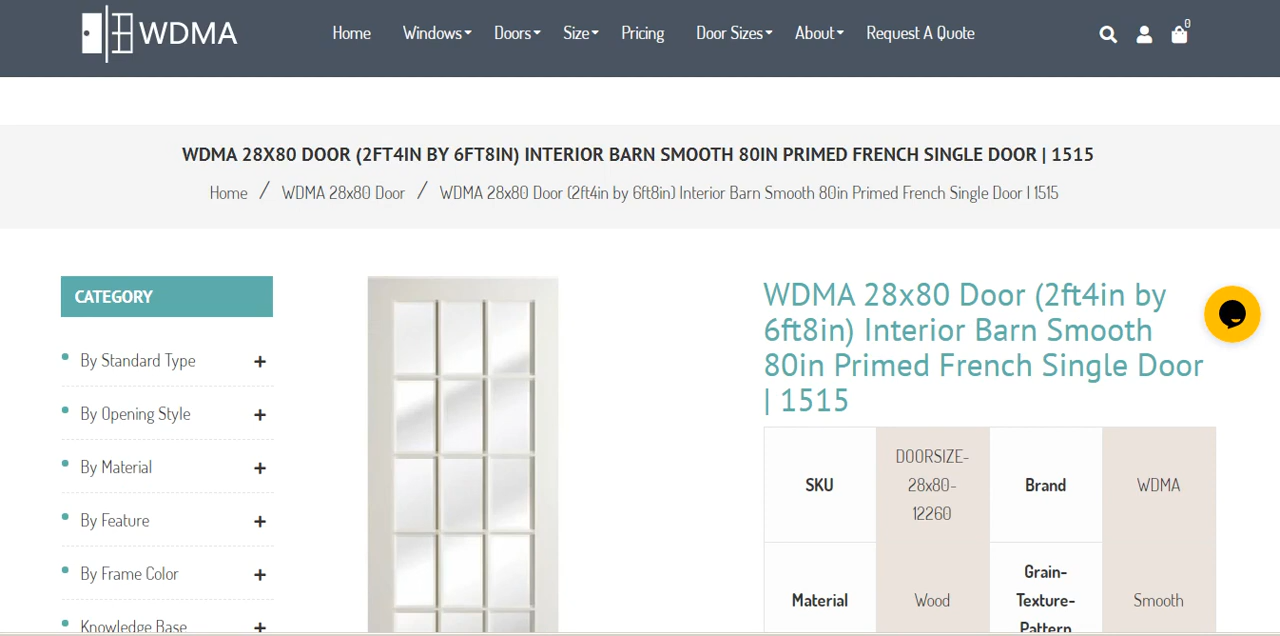 WDMA
Home Windows Doors Size Pricing Door Sizes About Request A Quote
0
WDMA 28X80 DOOR (2FT4IN BY 6FT8IN) INTERIOR BARN SMOOTH 80IN PRIMED FRENCH SINGLE DOOR | 1515
Home / WDMA 28x80 Door / WDMA 28x80 Door (2ft4in by 6ft8in) Interior Barn Smooth 80in Primed French Single Door | 1515
CATEGORY
By Standard Type +
By Opening Style +
By Material +
By Feature +
By Frame Color +
Knowledge Base +
WDMA 28x80 Door (2ft4in by
6ft8in) Interior Barn Smooth
80in Primed French Single Door
| 1515
SKU
DOORSIZE-
28x80-
12260
Brand
WDMA
Material
Wood
Grain-
Texture-
Pattern
Smooth